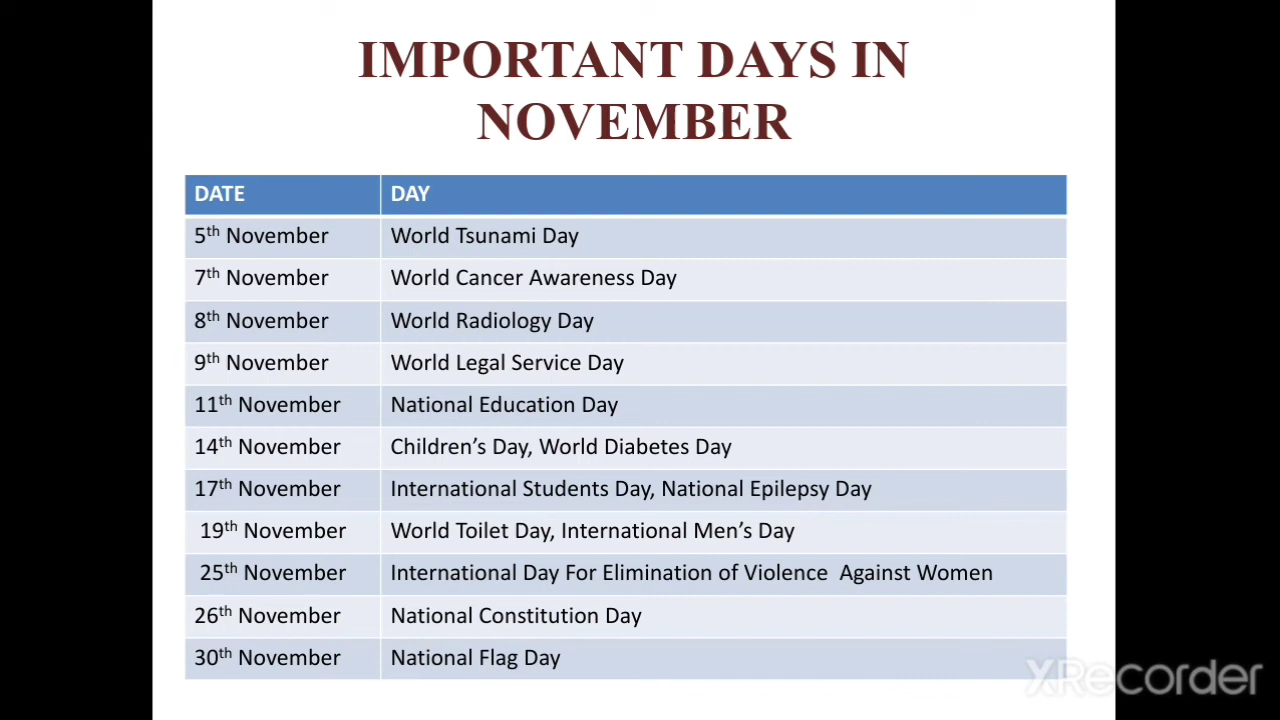 IMPORTANT DAYS IN
NOVEMBER
DATE DAY
5th November World Tsunami Day
7th November World Cancer Awareness Day
8th November World Radiology Day
9th November World Legal Service Day
11th November National Education Day
14th November Children’s Day, World Diabetes Day
17th November International Students Day, National Epilepsy Day
19th November World Toilet Day, International Men’s Day
25th November International Day For Elimination of Violence  Against Women
26th November National Constitution Day
30th November National Flag Day
XRecorder